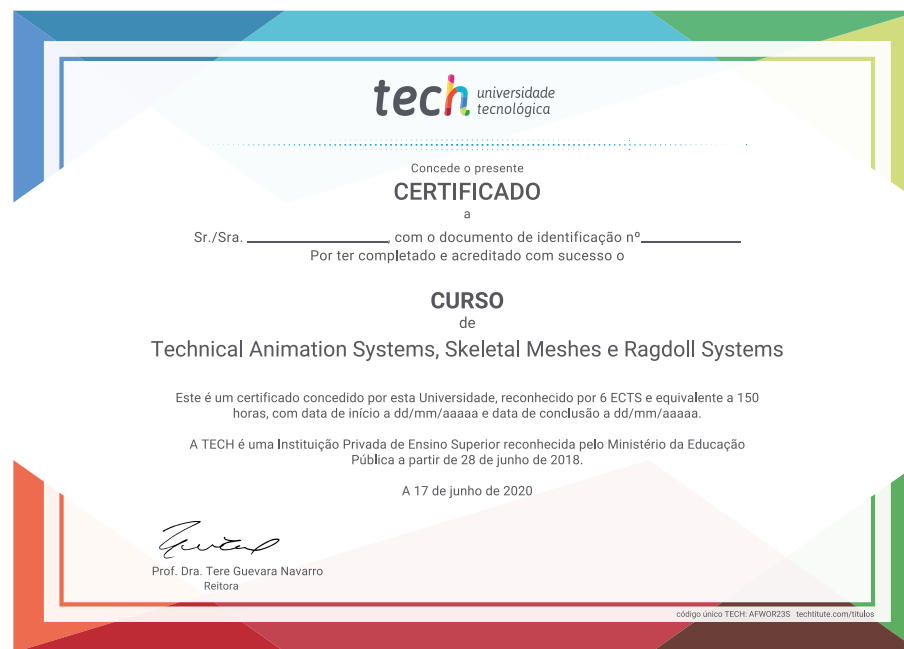 tech universidade
tecnológica
Concede o presente
CERTIFICADO
a
Sr./Sra. ________________, com o documento de identificação nº___________
Por ter completado e acreditado com sucesso o
CURSO
de
Technical Animation Systems, Skeletal Meshes e Ragdoll Systems
Este é um certificado concedido por esta Universidade, reconhecido por 6 ECTS e equivalente a 150
horas, com data de início a dd/mm/aaaaa e data de conclusão a dd/mm/aaaaa.
A TECH é uma Instituição Privada de Ensino Superior reconhecida pelo Ministério da Educação
Pública a partir de 28 de junho de 2018.
A 17 de junho de 2020
Prof. Dra. Tere Guevara Navarro
Reitora
código único TECH: AFWOR23S techtitute.com/títulos